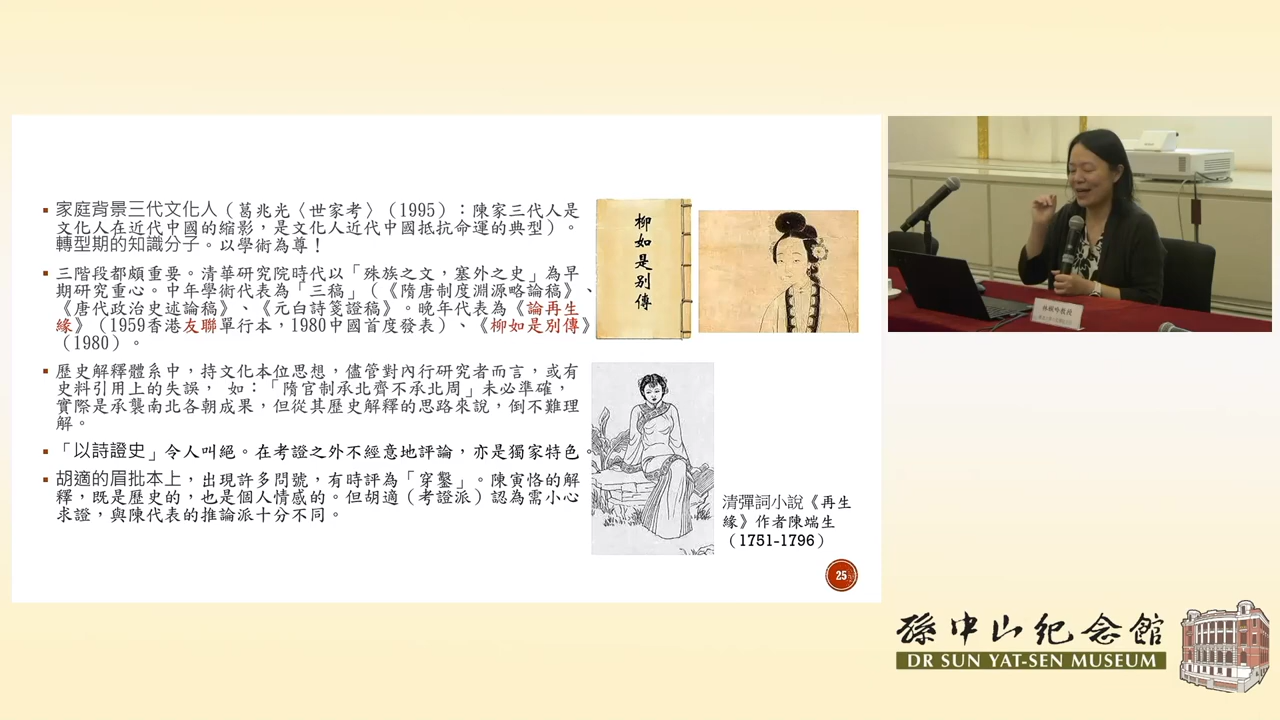 家庭背景三代文化人（葛兆光〈世家考〉（1995）：陳家三代人是
文化人在近代中國的縮影，是文化人近代中國抵抗命運的典型）。
轉型期的知識分子。以學術為尊！
三階段都頗重要。清華研究院時代以「殊族之文，塞外之史」為早
期研究重心。中年學術代表為「三稿」（《隋唐制度淵源略論稿》、
《唐代政治史述論稿》、《元白詩箋證稿》。晚年代表為《論再生
緣》（1959香港友聯單行本，1980中國首度發表）、《柳如是別傳》
（1980）。
歷史解釋體系中，持文化本位思想，儘管對內行研究者而言，或有
史料引用上的失誤， 如：「隋官制承北齊不承北周」未必準確，
實際是承襲南北各朝成果，但從其歷史解釋的思路來說，倒不難理
解。
「以詩證史」令人叫絕。在考證之外不經意地評論，亦是獨家特色。
胡適的眉批本上，出現許多問號，有時評為「穿鑿」。陳寅恪的解
釋，既是歷史的，也是個人情感的。但胡適（考證派）認為需小心
求證，與陳代表的推論派十分不同。
柳如是別傳
清彈詞小說《再生
緣》作者陳端生
（1751-1796）
25
孫中山紀念館
DR SUN YAT-SEN MUSEUM